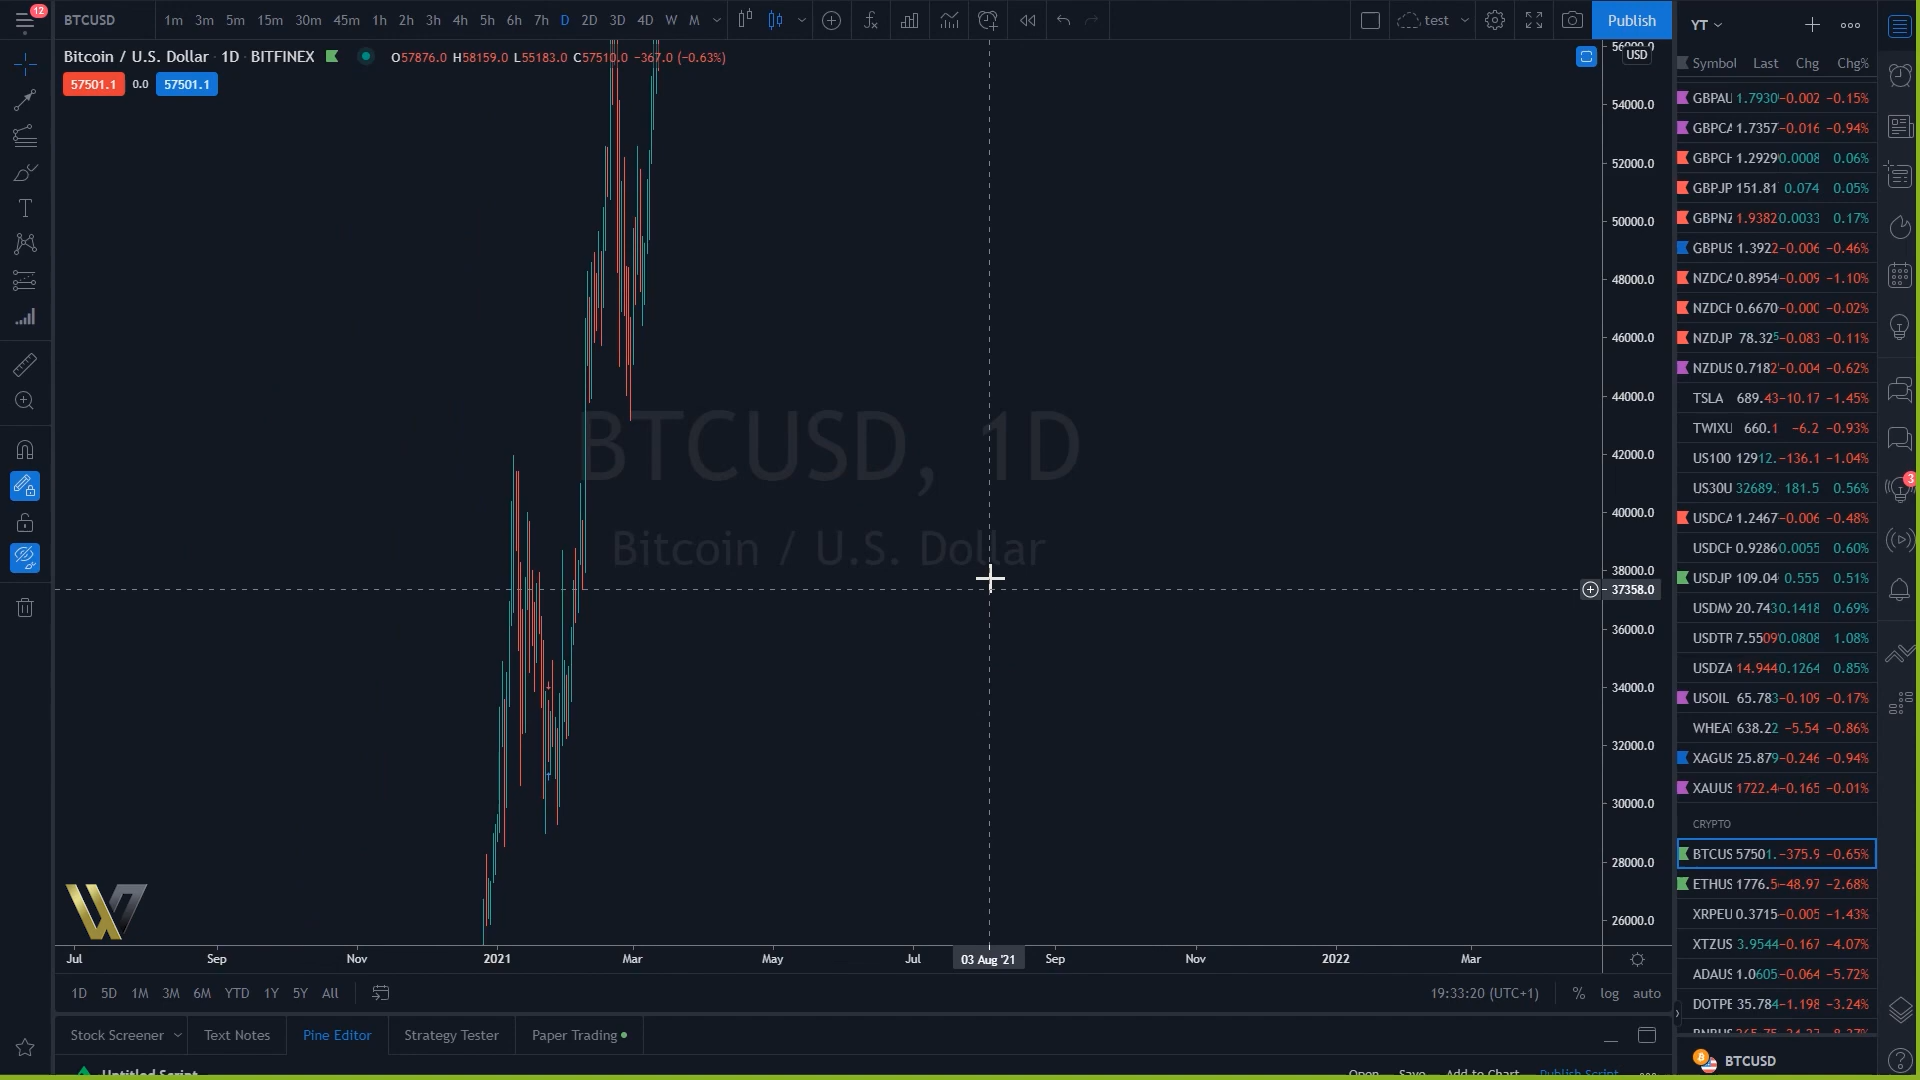 12
BTCUSD
1m 3m 5m 15m 30m 45m 1h 2h 3h 4h 5h 6h 7h D 2D 3D 4D W M
test
Publish
YT
Bitcoin / U.S. Dollar · 1D · BITFINEX
O57876.0 H58159.0 L55183.0 C57510.0 −367.0 (−0.63%)
57501.1 0.0 57501.1
USD
56000.0
54000.0
52000.0
50000.0
48000.0
46000.0
44000.0
42000.0
40000.0
38000.0
37358.0
36000.0
34000.0
32000.0
30000.0
28000.0
26000.0
BTCUSD, 1D
Bitcoin / U.S. Dollar
Jul Sep Nov 2021 Mar May Jul 03 Aug '21 Sep Nov 2022 Mar
1D 5D 1M 3M 6M YTD 1Y 5Y All
19:33:20 (UTC+1) % log auto
Stock Screener Text Notes Pine Editor Strategy Tester Paper Trading
Untitled Script
Open Save Add to Chart Publish Script
Symbol Last Chg Chg%
GBPAU 1.7930 −0.002 −0.15%
GBPCA 1.7357 −0.016 −0.94%
GBPCH 1.2929 0.0008 0.06%
GBPJP 151.81 0.074 0.05%
GBPNZ 1.9382 0.0033 0.17%
GBPUS 1.3922 −0.006 −0.46%
NZDCA 0.8954 −0.009 −1.10%
NZDCH 0.6670 −0.000 −0.02%
NZDJP 78.325 −0.083 −0.11%
NZDUS 0.7182 −0.004 −0.62%
TSLA 689.43 −10.17 −1.45%
TWIXU 660.1 −6.2 −0.93%
US100 12912. −136.1 −1.04%
US30U 32689. 181.5 0.56%
USDCA 1.2467 −0.006 −0.48%
USDCH 0.9286 0.0055 0.60%
USDJP 109.04 0.555 0.51%
USDMX 20.743 0.1418 0.69%
USDTR 7.5509 0.0808 1.08%
USDZA 14.944 0.1264 0.85%
USOIL 65.783 −0.109 −0.17%
WHEAT 638.22 −5.54 −0.86%
XAGUS 25.879 −0.246 −0.94%
XAUUS 1722.4 −0.165 −0.01%
CRYPTO
BTCUS 57501. −375.9 −0.65%
ETHUS 1776.5 −48.97 −2.68%
XRPEU 0.3715 −0.005 −1.43%
XTZUS 3.9544 −0.167 −4.07%
ADAUS 1.0605 −0.064 −5.72%
DOTPE 35.784 −1.198 −3.24%
BTCUSD
3